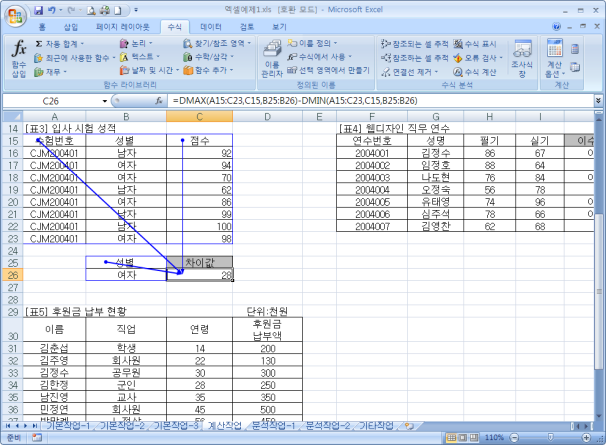 엑셀예제1.xls [호환 모드] - Microsoft Excel
홈 삽입 페이지 레이아웃 수식 데이터 검토 보기
fx 함수 삽입
Σ 자동 합계
최근에 사용한 함수
재무
논리
텍스트
날짜 및 시간
찾기/참조 영역
수학/삼각
함수 추가
함수 라이브러리
이름 관리자
이름 정의
수식에서 사용
선택 영역에서 만들기
정의된 이름
참조되는 셀 추적
참조하는 셀 추적
연결선 제거
수식 표시
오류 검사
수식 계산
조사식 창
수식 분석
계산 옵션
계산
C26 fx =DMAX(A15:C23,C15,B25:B26)-DMIN(A15:C23,C15,B25:B26)
A B C D E F G H I
14 [표3] 입사 시험 성적 [표4] 웹디자인 직무 연수
15 수험번호 성별 점수 연수번호 성명 필기 실기 이수
16 CJM200401 남자 92 2004001 김정수 86 67
17 CJM200401 여자 94 2004002 임정호 88 64
18 CJM200401 여자 70 2004003 나도현 76 84
19 CJM200401 남자 62 2004004 오정숙 56 78
20 CJM200401 여자 86 2004005 유태영 74 96
21 CJM200401 남자 99 2004006 심주석 78 66
22 CJM200401 남자 100 2004007 김영찬 62 68
23 CJM200401 여자 98
24
25 성별 차이값
26 여자 28
27
28
29 [표5] 후원금 납부 현황 단위:천원
30 이름 직업 연령 후원금 납부액
31 김춘섭 학생 14 200
32 김주영 회사원 22 130
33 김정수 공무원 30 300
34 김한정 군인 28 250
35 남진영 교사 35 350
36 민정연 회사원 45 500
기본작업-1 기본작업-2 기본작업-3 계산작업 분석작업-1 분석작업-2 기타작업
준비 110%